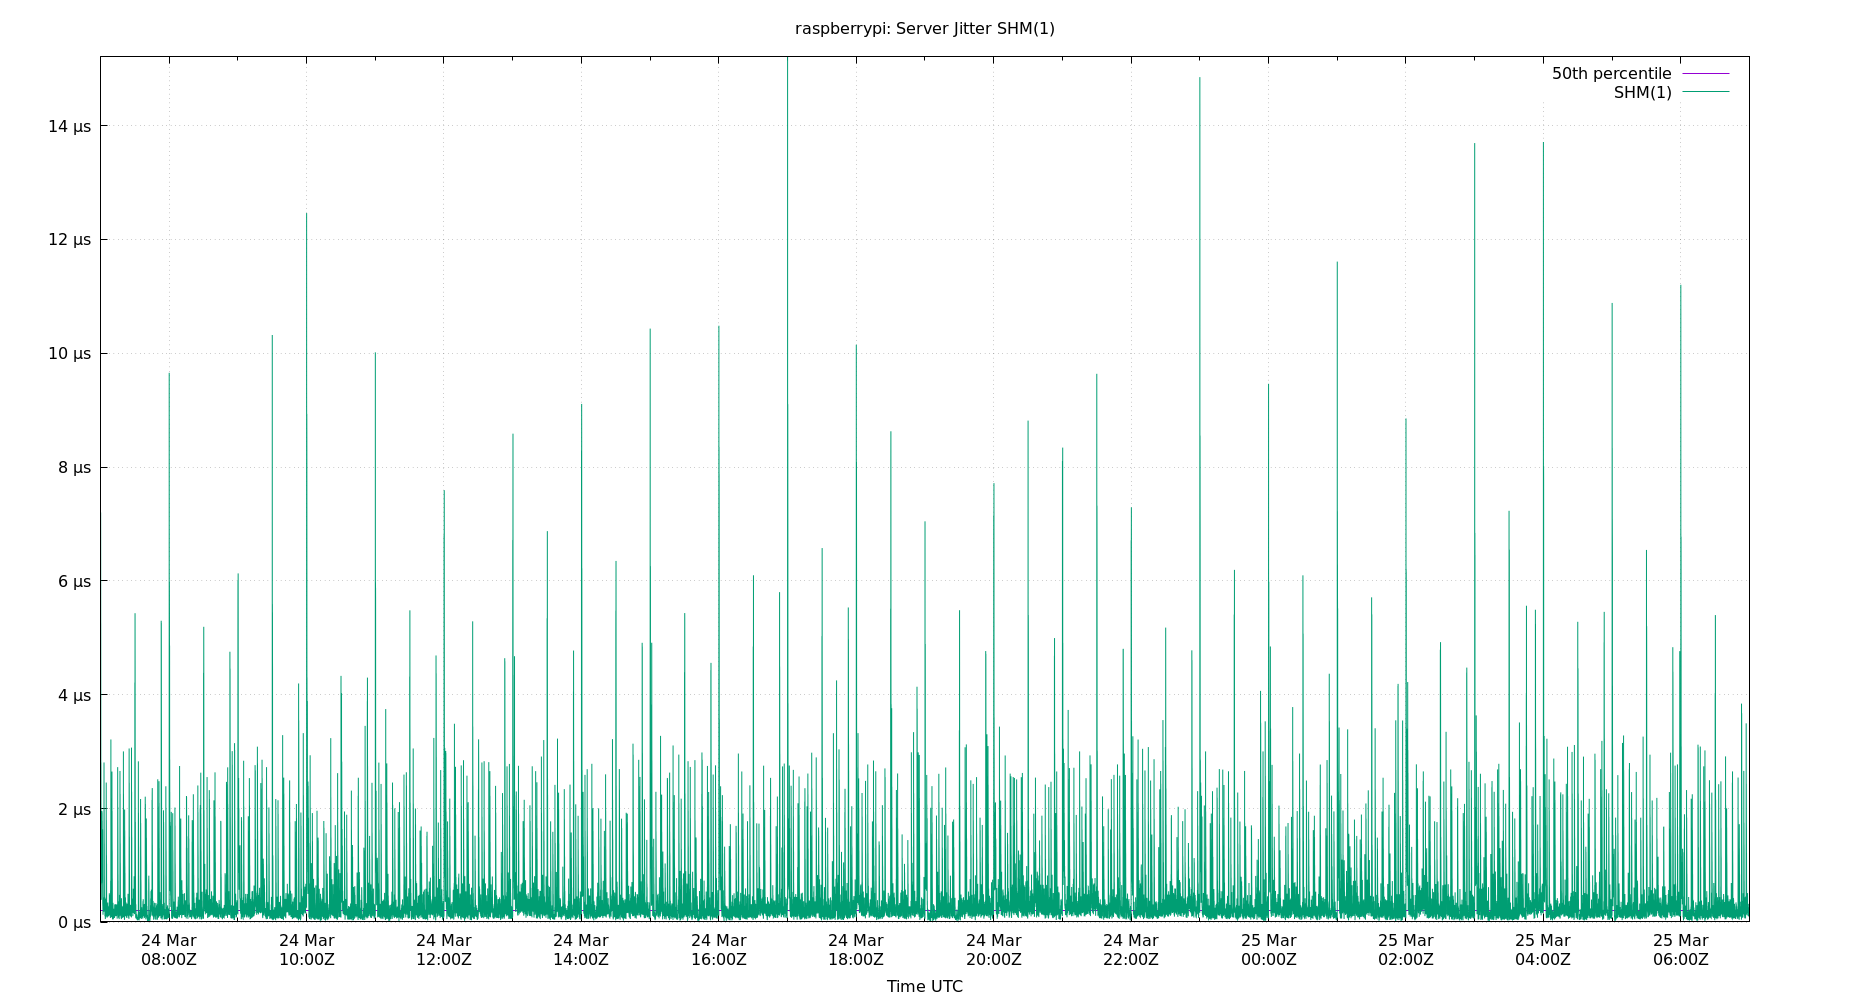 raspberrypi: Server Jitter SHM(1)
50th percentile
SHM(1)
14 µs
12 µs
10 µs
8 µs
6 µs
4 µs
2 µs
0 µs
24 Mar 24 Mar 24 Mar 24 Mar 24 Mar 24 Mar 24 Mar 24 Mar 25 Mar 25 Mar 25 Mar 25 Mar
08:00Z 10:00Z 12:00Z 14:00Z 16:00Z 18:00Z 20:00Z 22:00Z 00:00Z 02:00Z 04:00Z 06:00Z
Time UTC